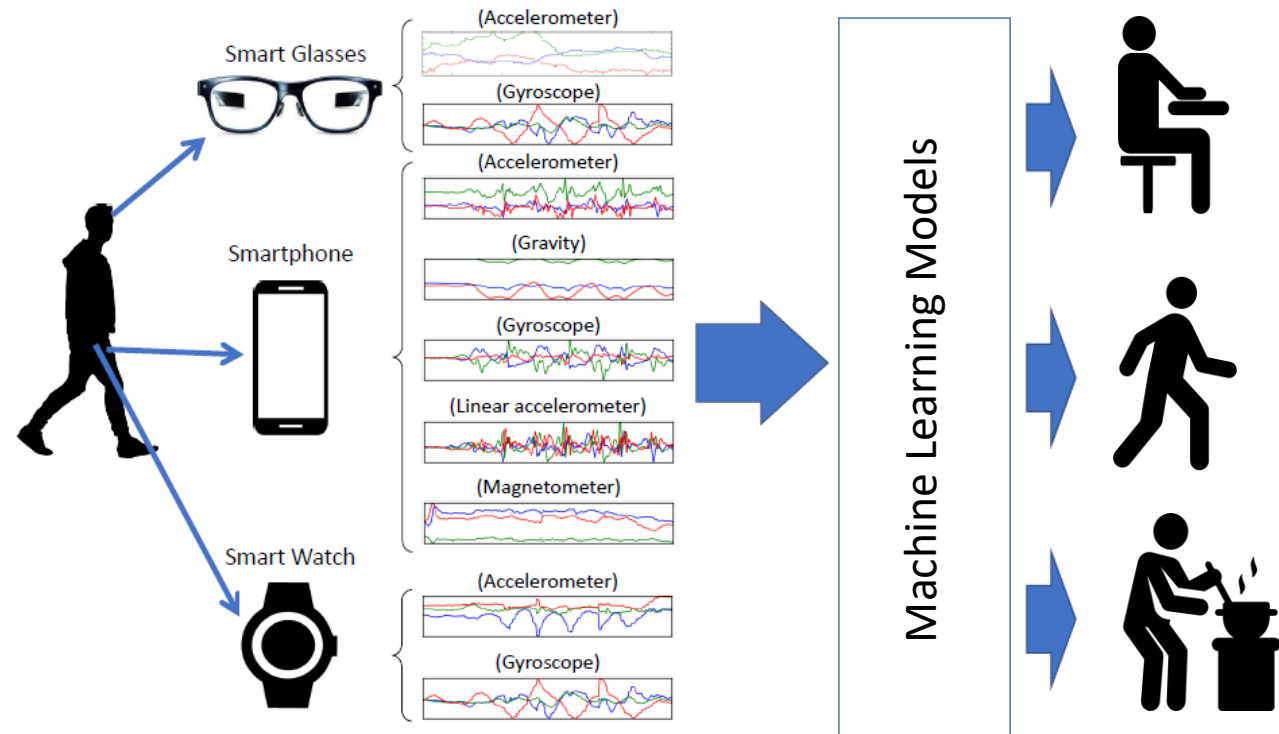 Smart Glasses
(Accelerometer)
(Gyroscope)
Smartphone
(Accelerometer)
(Gravity)
(Gyroscope)
(Linear accelerometer)
(Magnetometer)
Smart Watch
(Accelerometer)
(Gyroscope)
Machine Learning Models